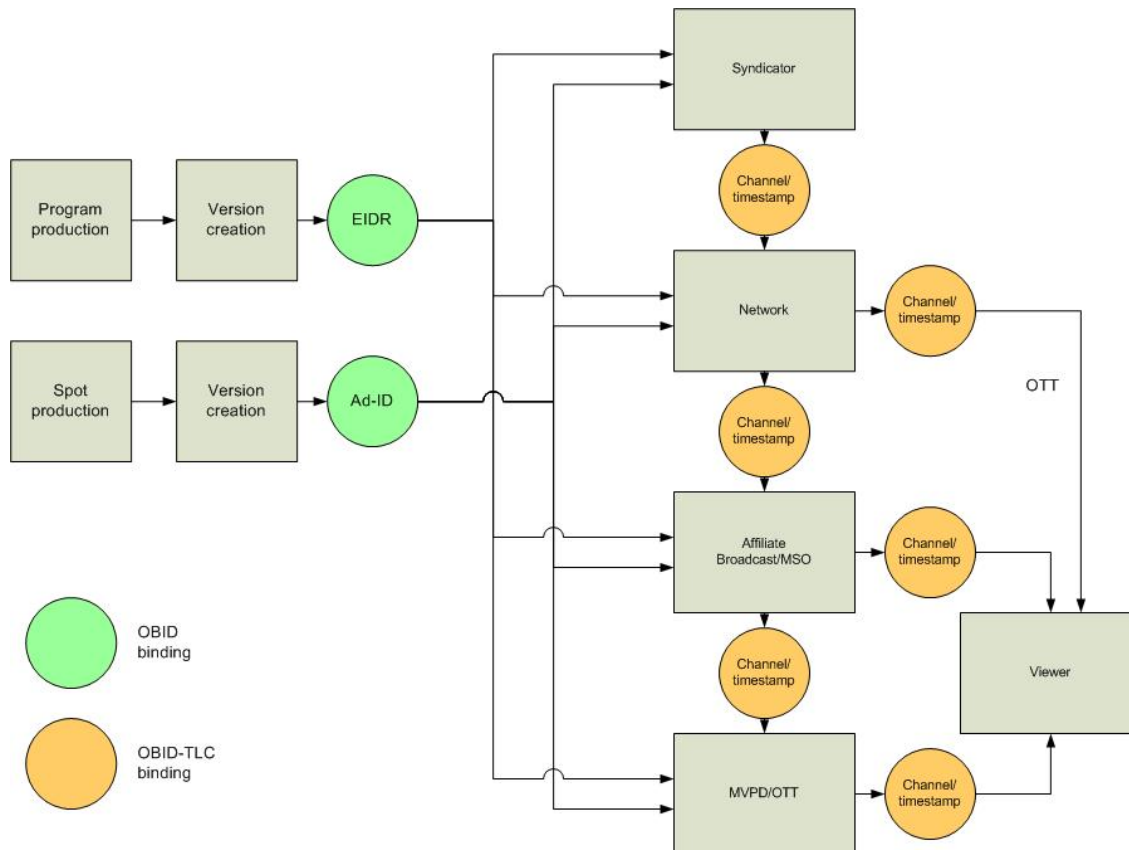 Syndicator
Channel/
timestamp
Program
production
Version
creation
EIDR
Network
Channel/
timestamp
Spot
production
Version
creation
Ad-ID
OTT
Channel/
timestamp
Affiliate
Broadcast/MSO
Channel/
timestamp
OBID
binding
Channel/
timestamp
Viewer
OBID-TLC
binding
MVPD/OTT
Channel/
timestamp